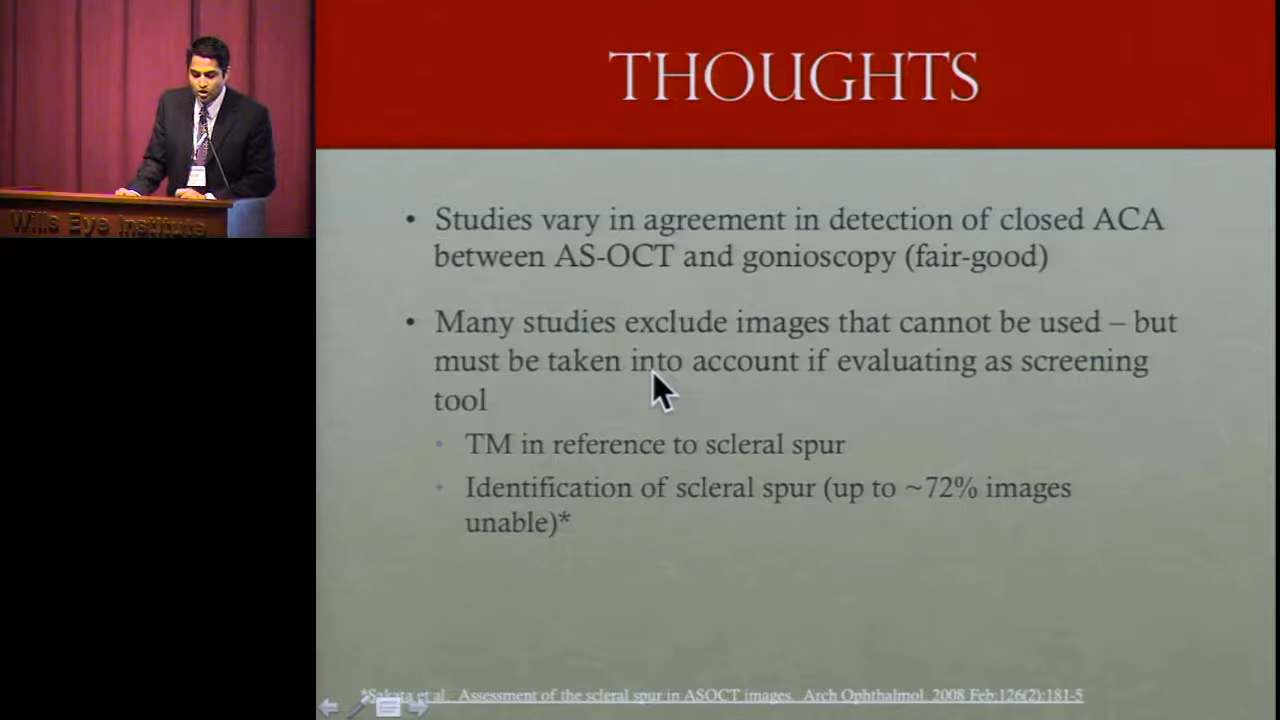 THOUGHTS
• Studies vary in agreement in detection of closed ACA
between AS-OCT and gonioscopy (fair-good)
• Many studies exclude images that cannot be used – but
must be taken into account if evaluating as screening
tool
• TM in reference to scleral spur
• Identification of scleral spur (up to ~72% images
unable)*
*Sakata et al. Assessment of the scleral spur in ASOCT images. Arch Ophthalmol. 2008 Feb;126(2):181-5
Wills Eye Institute